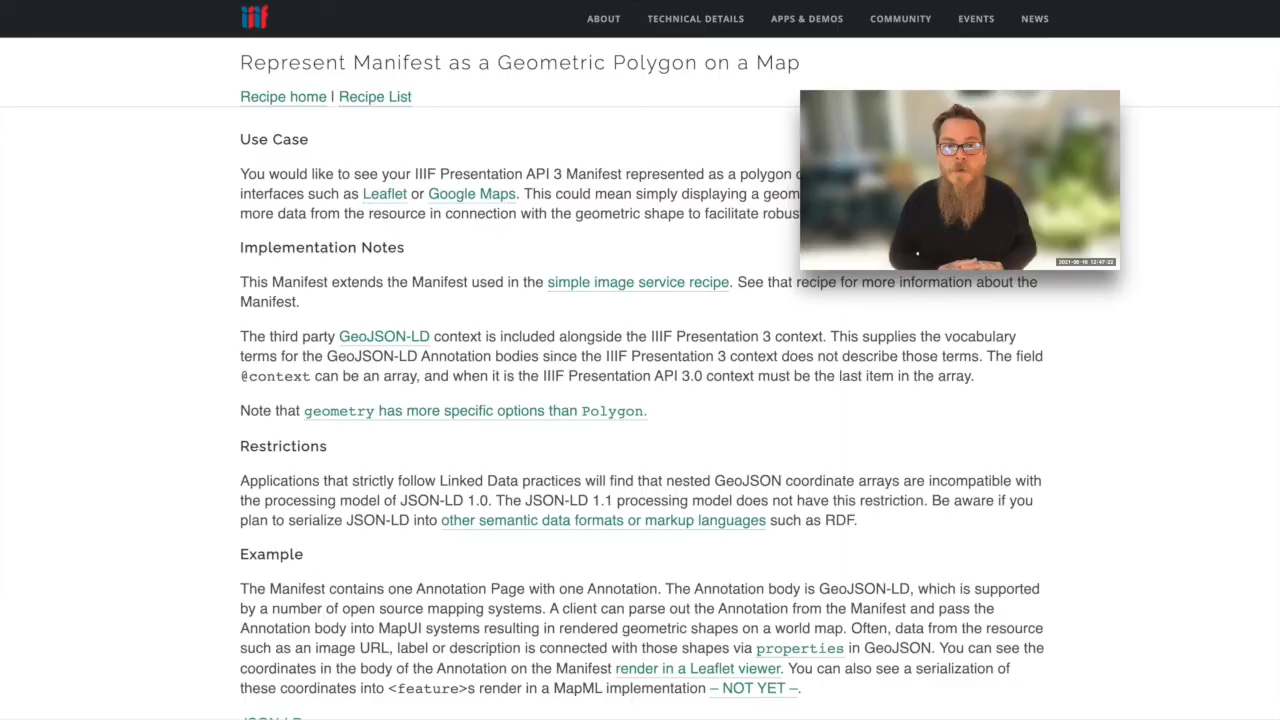 iiif
ABOUT TECHNICAL DETAILS APPS & DEMOS COMMUNITY EVENTS NEWS
Represent Manifest as a Geometric Polygon on a Map
Recipe home | Recipe List
Use Case
You would like to see your IIIF Presentation API 3 Manifest represented as a polygon
interfaces such as Leaflet or Google Maps. This could mean simply displaying a
more data from the resource in connection with the geometric shape to facilitate
2021-08-16 12:47:22
Implementation Notes
This Manifest extends the Manifest used in the simple image service recipe. See that recipe for more information about the
Manifest.
The third party GeoJSON-LD context is included alongside the IIIF Presentation 3 context. This supplies the vocabulary
terms for the GeoJSON-LD Annotation bodies since the IIIF Presentation 3 context does not describe those terms. The field
@context can be an array, and when it is the IIIF Presentation API 3.0 context must be the last item in the array.
Note that geometry has more specific options than Polygon.
Restrictions
Applications that strictly follow Linked Data practices will find that nested GeoJSON coordinate arrays are incompatible with
the processing model of JSON-LD 1.0. The JSON-LD 1.1 processing model does not have this restriction. Be aware if you
plan to serialize JSON-LD into other semantic data formats or markup languages such as RDF.
Example
The Manifest contains one Annotation Page with one Annotation. The Annotation body is GeoJSON-LD, which is supported
by a number of open source mapping systems. A client can parse out the Annotation from the Manifest and pass the
Annotation body into MapUI systems resulting in rendered geometric shapes on a world map. Often, data from the resource
such as an image URL, label or description is connected with those shapes via properties in GeoJSON. You can see the
coordinates in the body of the Annotation on the Manifest render in a Leaflet viewer. You can also see a serialization of
these coordinates into <feature>s render in a MapML implementation – NOT YET –.